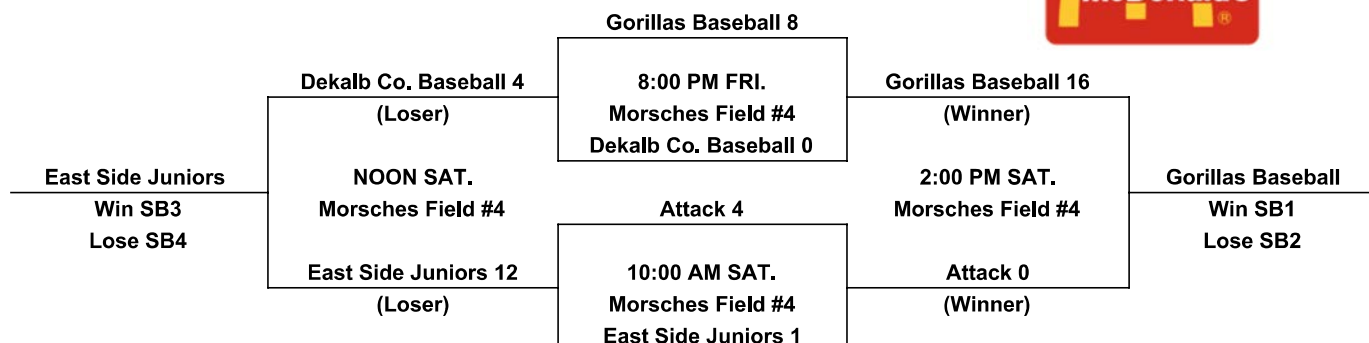 McDonald's
®
Gorillas Baseball 8
Dekalb Co. Baseball 4
(Loser)
8:00 PM FRI.
Morsches Field #4
Dekalb Co. Baseball 0
Gorillas Baseball 16
(Winner)
East Side Juniors
Win SB3
Lose SB4
NOON SAT.
Morsches Field #4
Attack 4
2:00 PM SAT.
Morsches Field #4
Gorillas Baseball
Win SB1
Lose SB2
East Side Juniors 12
(Loser)
10:00 AM SAT.
Morsches Field #4
East Side Juniors 1
Attack 0
(Winner)